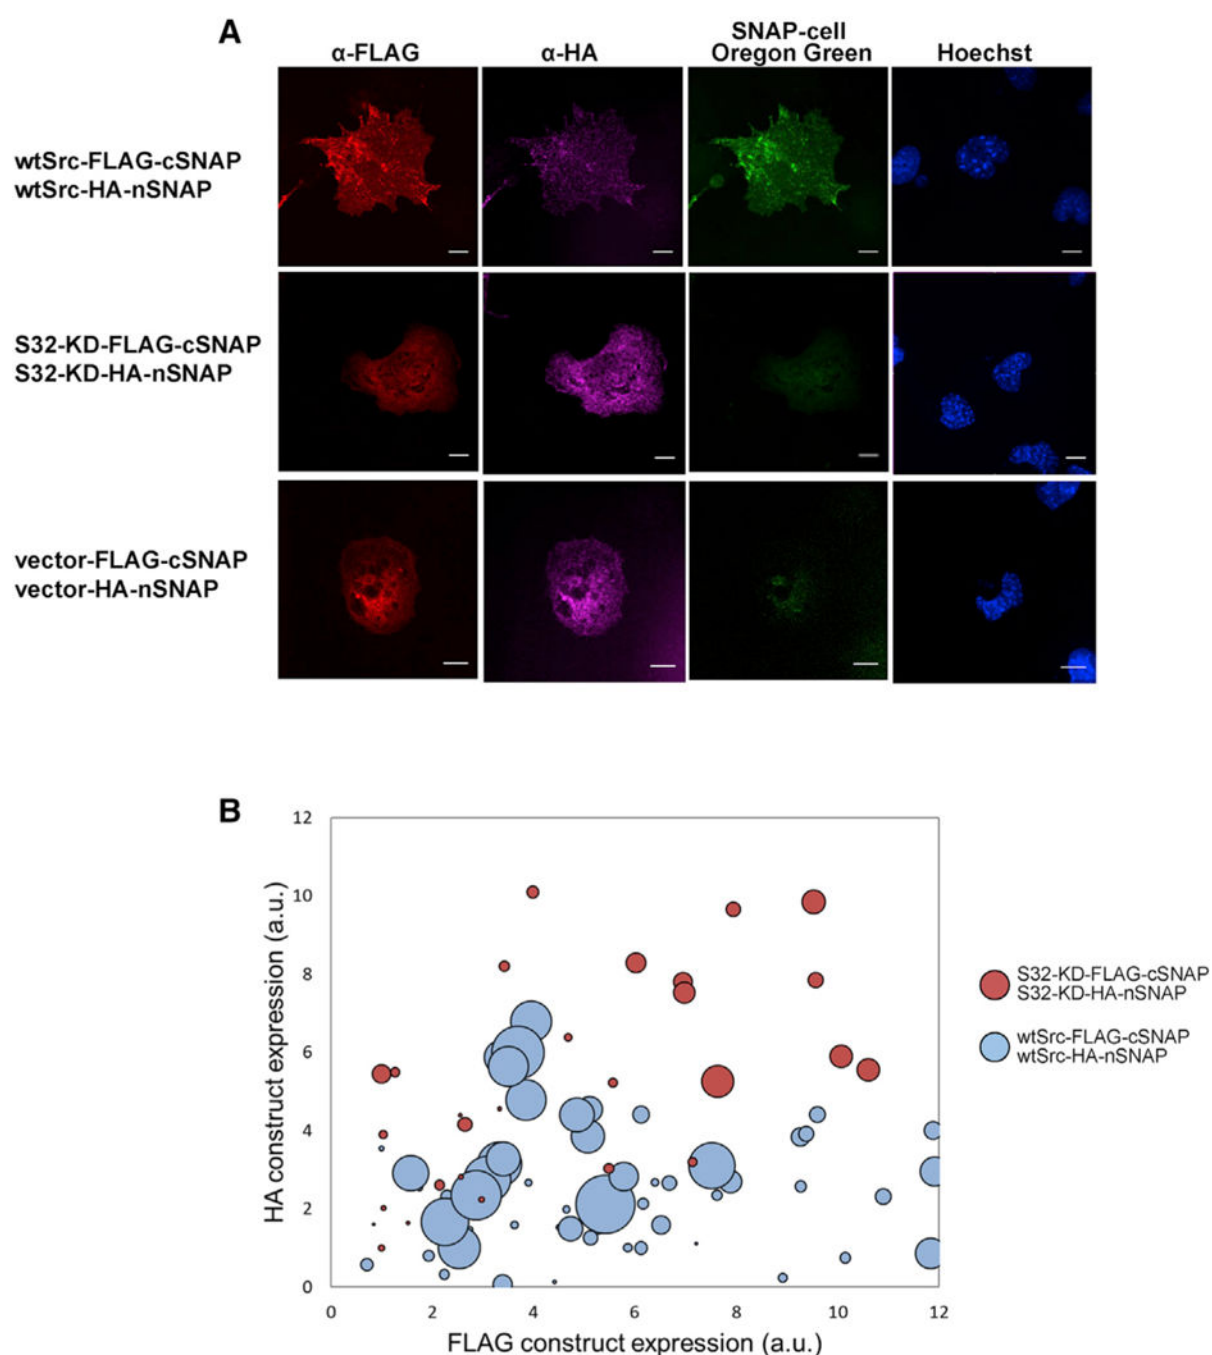 A
α-FLAG α-HA SNAP-cell Oregon Green Hoechst
wtSrc-FLAG-cSNAP
wtSrc-HA-nSNAP
S32-KD-FLAG-cSNAP
S32-KD-HA-nSNAP
vector-FLAG-cSNAP
vector-HA-nSNAP
B
HA construct expression (a.u.)
12
10
8
6
4
2
0
0 2 4 6 8 10 12
FLAG construct expression (a.u.)
S32-KD-FLAG-cSNAP
S32-KD-HA-nSNAP
wtSrc-FLAG-cSNAP
wtSrc-HA-nSNAP